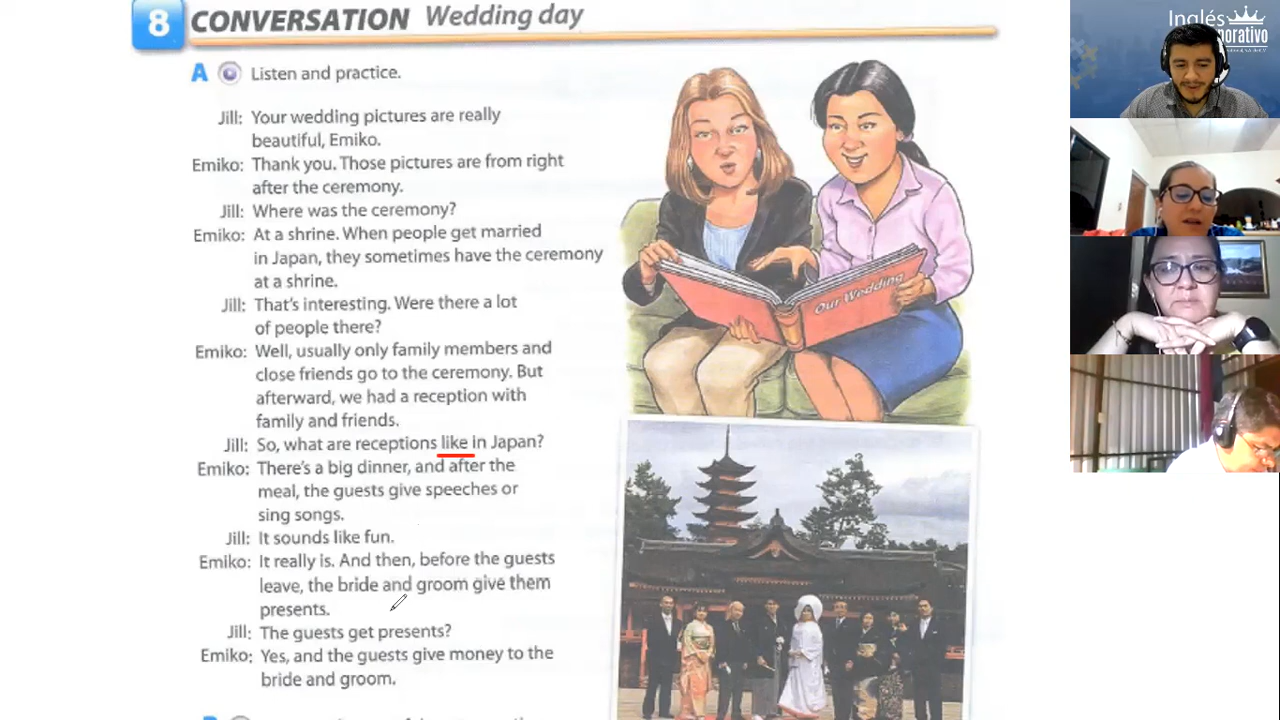 8 CONVERSATION Wedding day
A Listen and practice.
Jill: Your wedding pictures are really
beautiful, Emiko.
Emiko: Thank you. Those pictures are from right
after the ceremony.
Jill: Where was the ceremony?
Emiko: At a shrine. When people get married
in Japan, they sometimes have the ceremony
at a shrine.
Jill: That's interesting. Were there a lot
of people there?
Emiko: Well, usually only family members and
close friends go to the ceremony. But
afterward, we had a reception with
family and friends.
Jill: So, what are receptions like in Japan?
Emiko: There's a big dinner, and after the
meal, the guests give speeches or
sing songs.
Jill: It sounds like fun.
Emiko: It really is. And then, before the guests
leave, the bride and groom give them
presents.
Jill: The guests get presents?
Emiko: Yes, and the guests give money to the
bride and groom.
Our Wedding
Inglés